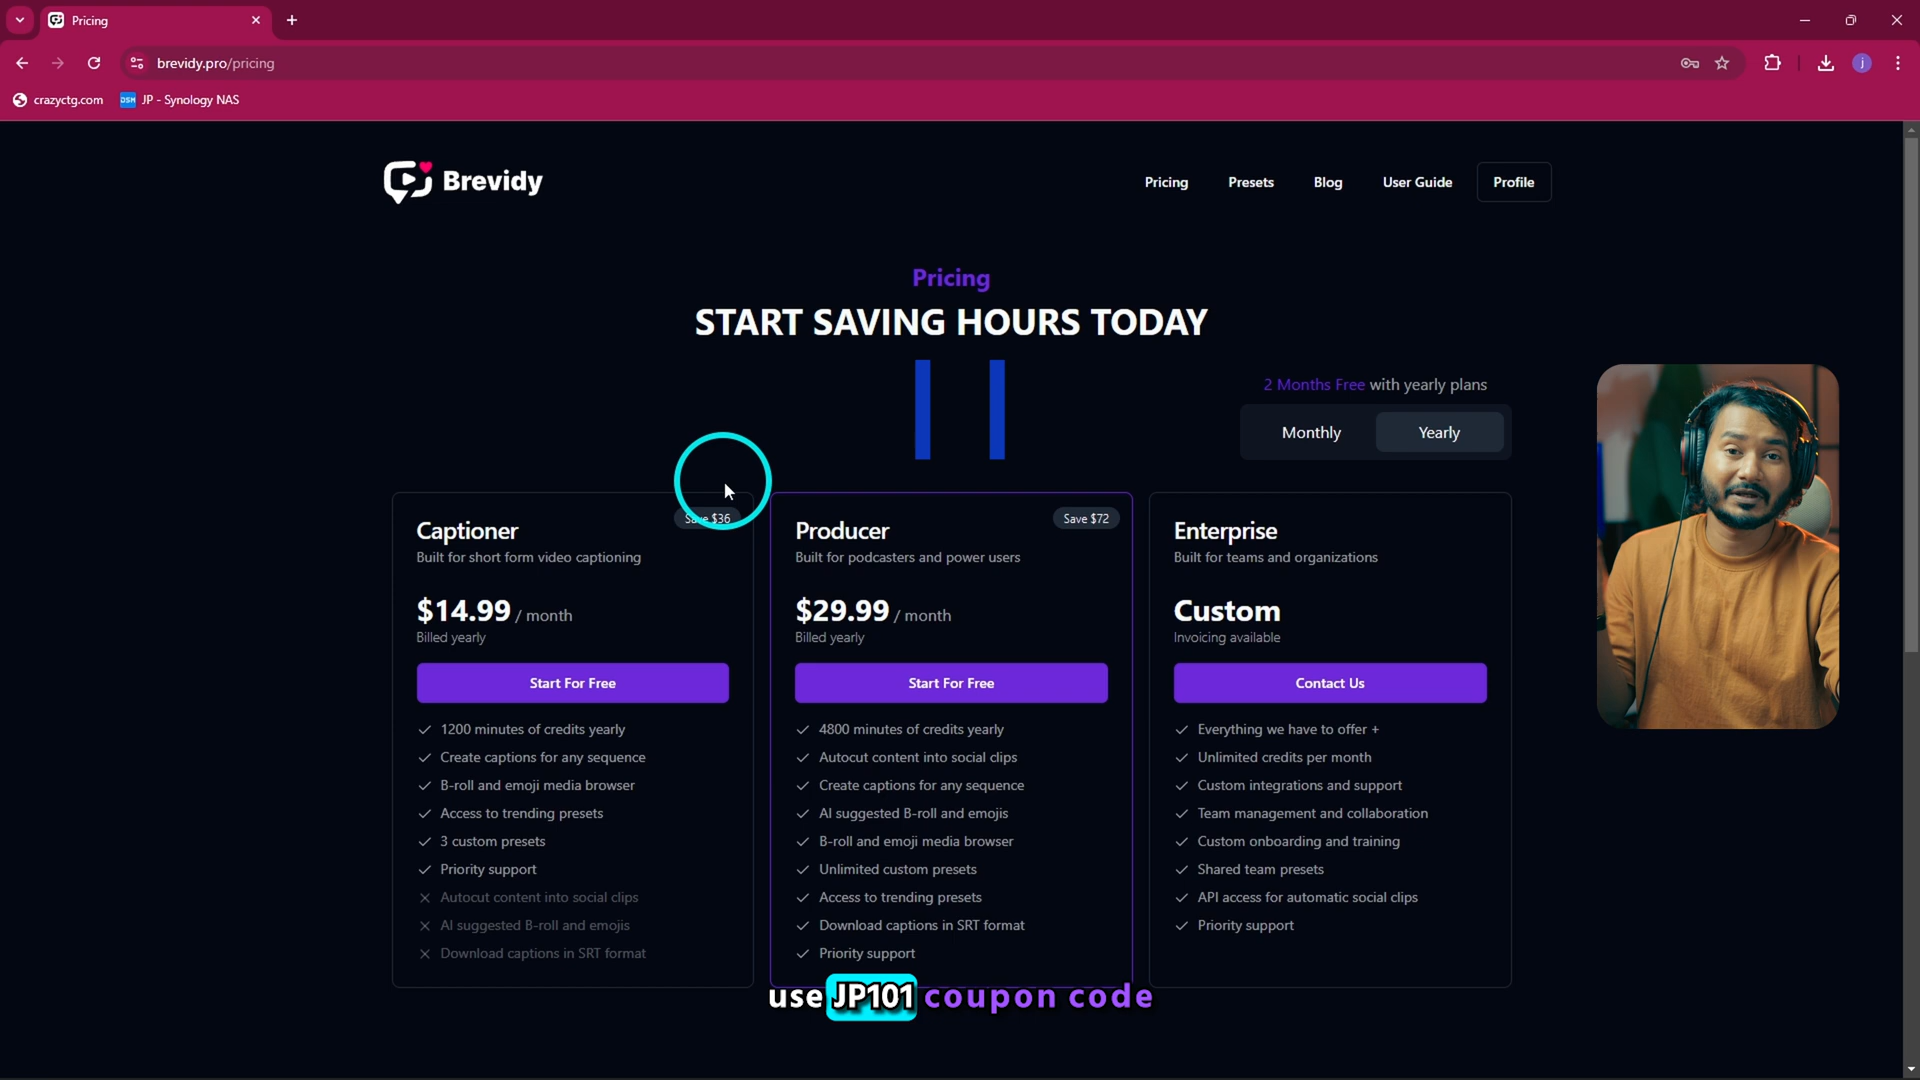 Pricing
brevidy.pro/pricing
j
crazyctg.com
DSM JP - Synology NAS
Brevidy
Pricing
Presets
Blog
User Guide
Profile
Pricing
START SAVING HOURS TODAY
2 Months Free with yearly plans
Monthly
Yearly
Captioner
Save $36
Built for short form video captioning
$14.99 / month
Billed yearly
Start For Free
1200 minutes of credits yearly
Create captions for any sequence
B-roll and emoji media browser
Access to trending presets
3 custom presets
Priority support
Autocut content into social clips
AI suggested B-roll and emojis
Download captions in SRT format
Producer
Save $72
Built for podcasters and power users
$29.99 / month
Billed yearly
Start For Free
4800 minutes of credits yearly
Autocut content into social clips
Create captions for any sequence
AI suggested B-roll and emojis
B-roll and emoji media browser
Unlimited custom presets
Access to trending presets
Download captions in SRT format
Priority support
Enterprise
Built for teams and organizations
Custom
Invoicing available
Contact Us
Everything we have to offer +
Unlimited credits per month
Custom integrations and support
Team management and collaboration
Custom onboarding and training
Shared team presets
API access for automatic social clips
Priority support
use JP101 coupon code